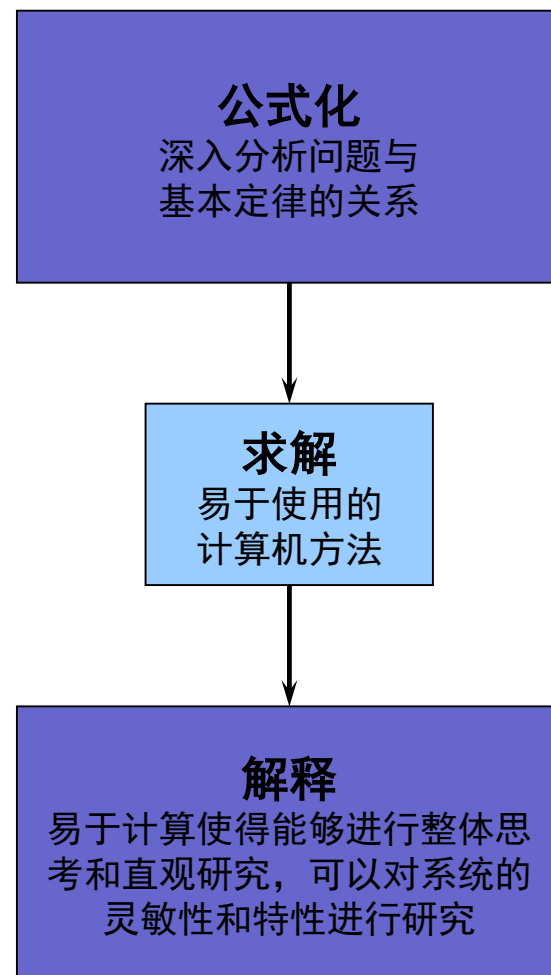 公式化
深入分析问题与
基本定律的关系
求解
易于使用的
计算机方法
解释
易于计算使得能够进行整体思
考和直观研究，可以对系统的
灵敏性和特性进行研究